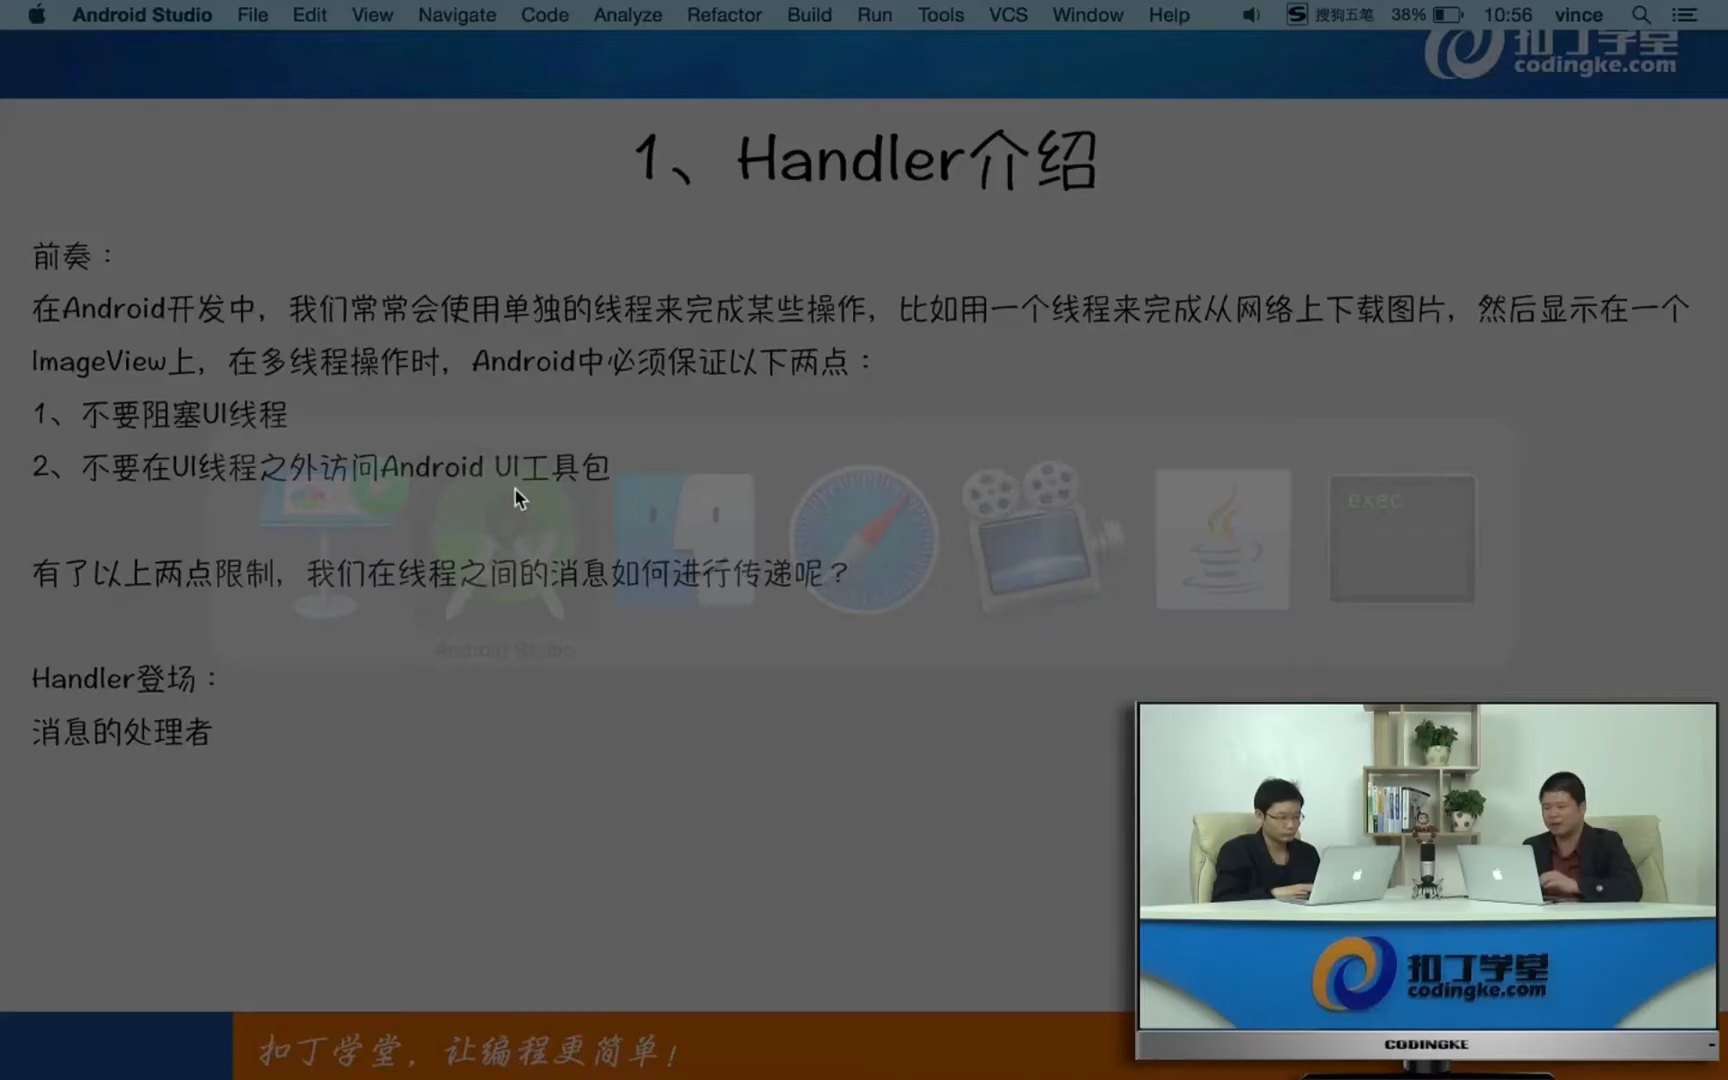 Android Studio File Edit View Navigate Code Analyze Refactor Build Run Tools VCS Window Help 搜狗五笔 38% 10:56 vince
扣丁学堂
codingke.com
1、Handler介绍
前奏：
在Android开发中，我们常常会使用单独的线程来完成某些操作，比如用一个线程来完成从网络上下载图片，然后显示在一个
ImageView上，在多线程操作时，Android中必须保证以下两点：
1、不要阻塞UI线程
2、不要在UI线程之外访问Android UI工具包
exec
有了以上两点限制，我们在线程之间的消息如何进行传递呢？
Android Studio
Handler登场：
消息的处理者
扣丁学堂
codingke.com
CODINGKE
扣丁学堂，让编程更简单！